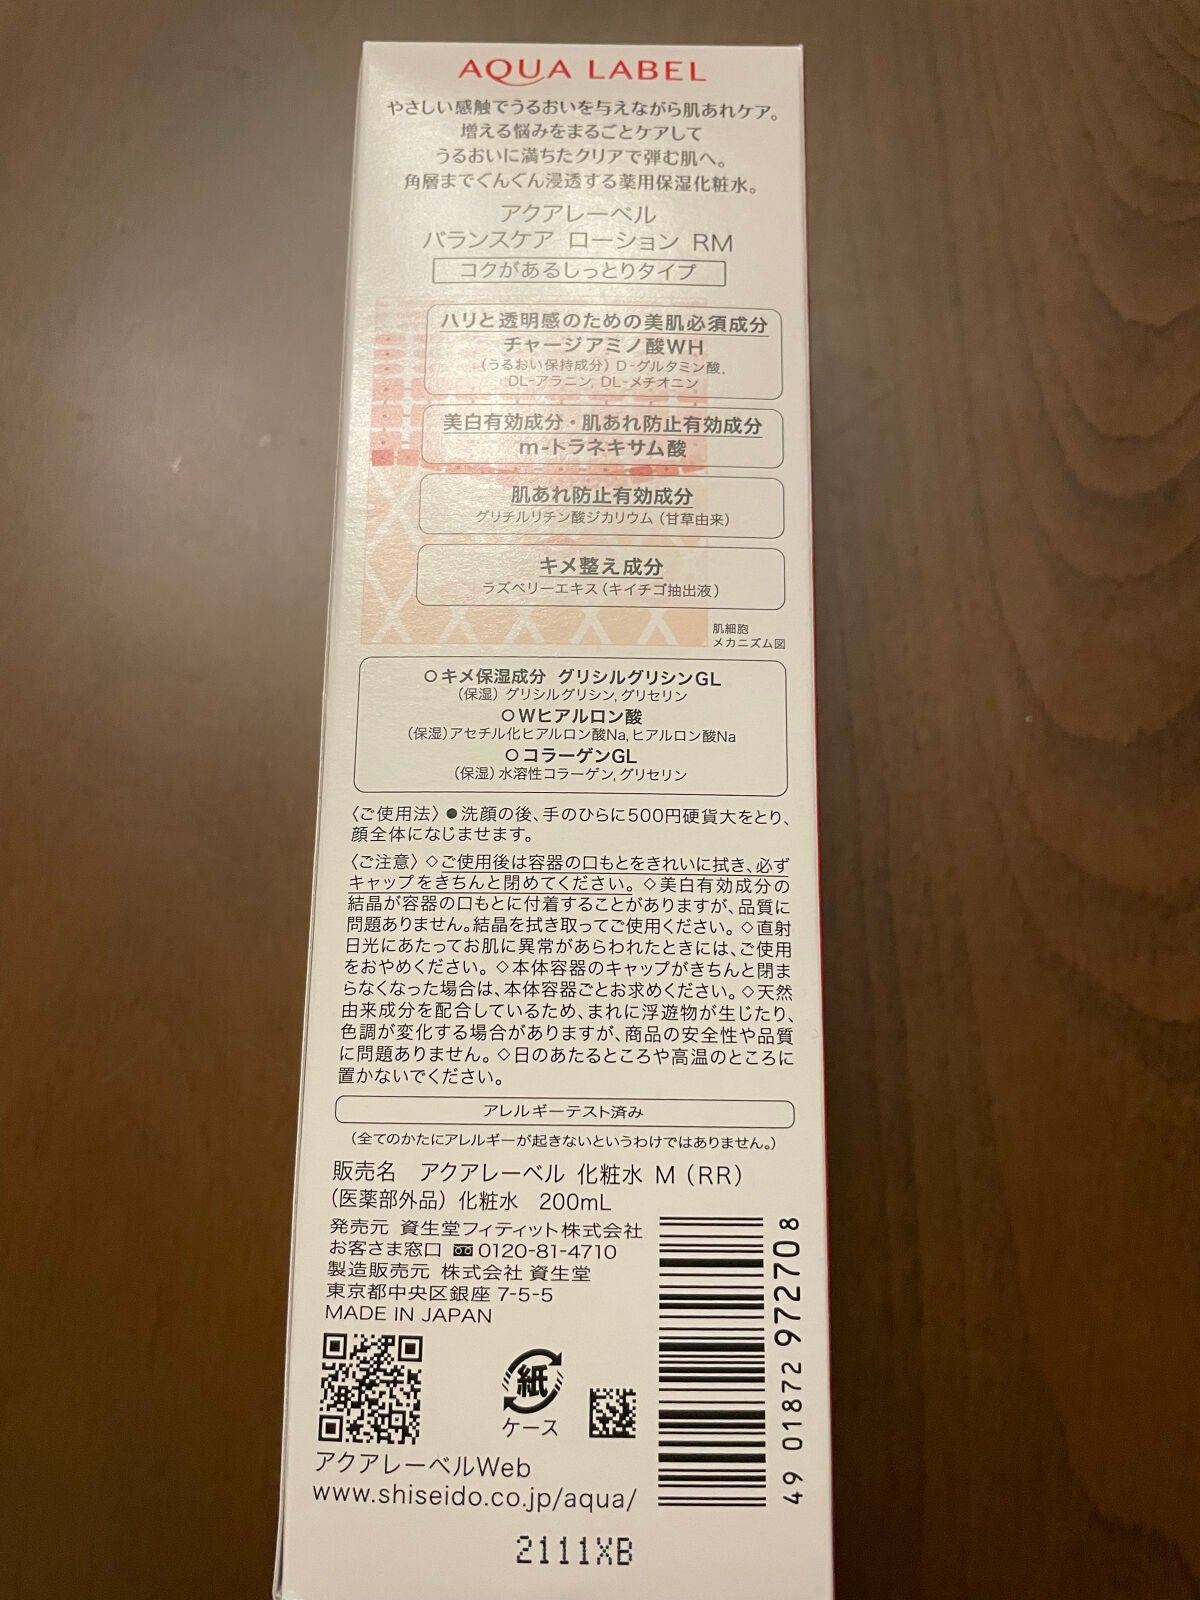 AQUA LABEL
やさしい感触でうるおいを与えながら肌あれケア。
増える悩みをまるごとケアして
うるおいに満ちたクリアで弾む肌へ。
角層までぐんぐん浸透する薬用保湿化粧水。
アクアレーベル
バランスケア ローション RM
コクがあるしっとりタイプ
ハリと透明感のための美肌必須成分
チャージアミノ酸WH
(うるおい保持成分) D-グルタミン酸,
DL-アラニン, DL-メチオニン
美白有効成分・肌あれ防止有効成分
m-トラネキサム酸
肌あれ防止有効成分
グリチルリチン酸ジカリウム (甘草由来)
キメ整え成分
ラズベリーエキス (キイチゴ抽出液)
肌細胞
メカニズム図
○キメ保湿成分 グリシルグリシンGL
(保湿) グリシルグリシン, グリセリン
○Wヒアルロン酸
(保湿) アセチル化ヒアルロン酸Na, ヒアルロン酸Na
○コラーゲンGL
(保湿) 水溶性コラーゲン, グリセリン
〈ご使用法〉●洗顔の後、手のひらに500円硬貨大をとり、
顔全体になじませます。
〈ご注意〉◇ご使用後は容器の口もとをきれいに拭き、必ず
キャップをきちんと閉めてください。◇美白有効成分の
結晶が容器の口もとに付着することがありますが、品質に
問題ありません。結晶を拭き取ってご使用ください。◇直射
日光にあたってお肌に異常があらわれたときには、ご使用
をおやめください。◇本体容器のキャップがきちんと閉ま
らなくなった場合は、本体容器ごとお求めください。◇天然
由来成分を配合しているため、まれに浮遊物が生じたり、
色調が変化する場合がありますが、商品の安全性や品質
に問題ありません。◇日のあたるところや高温のところに
置かないでください。
アレルギーテスト済み
(全てのかたにアレルギーが起きないというわけではありません。)
販売名 アクアレーベル 化粧水 M (RR)
(医薬部外品) 化粧水 200mL
発売元 資生堂フィティット株式会社
お客さま窓口 0120-81-4710
製造販売元 株式会社 資生堂
東京都中央区銀座 7-5-5
MADE IN JAPAN
紙
ケース
アクアレーベルWeb
www.shiseido.co.jp/aqua/
49 01872 972708
2111XB